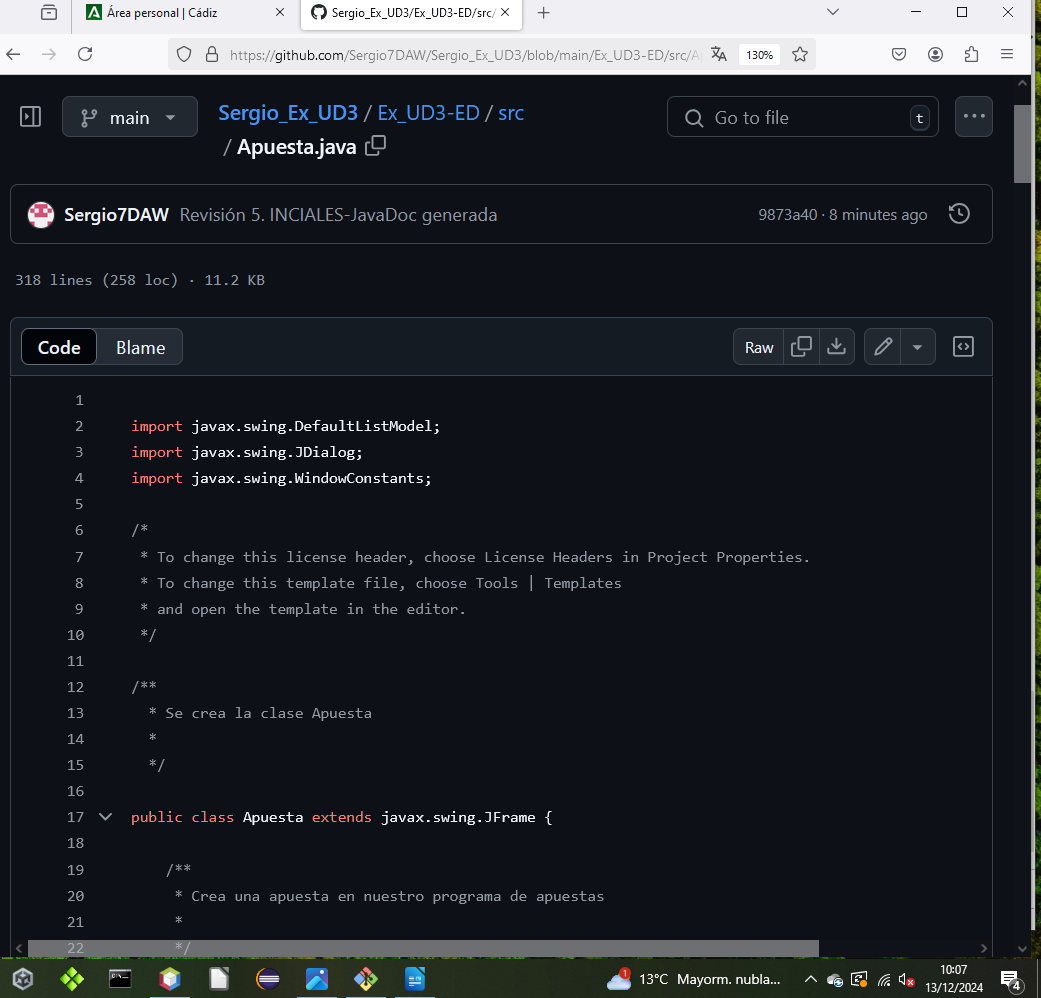 Área personal | Cádiz
Sergio_Ex_UD3/Ex_UD3-ED/src/
https://github.com/Sergio7DAW/Sergio_Ex_UD3/blob/main/Ex_UD3-ED/src/A
130%
main
Sergio_Ex_UD3 / Ex_UD3-ED / src
/ Apuesta.java
Go to file
t
Sergio7DAW Revisión 5. INCIALES-JavaDoc generada
9873a40 · 8 minutes ago
318 lines (258 loc) · 11.2 KB
Code Blame
Raw
1
2 import javax.swing.DefaultListModel;
3 import javax.swing.JDialog;
4 import javax.swing.WindowConstants;
5
6 /*
7 * To change this license header, choose License Headers in Project Properties.
8 * To change this template file, choose Tools | Templates
9 * and open the template in the editor.
10 */
11
12 /**
13 * Se crea la clase Apuesta
14 *
15 */
16
17 public class Apuesta extends javax.swing.JFrame {
18
19 /**
20 * Crea una apuesta en nuestro programa de apuestas
21 *
22 */
1
13°C Mayorm. nubla...
10:07
13/12/2024
4